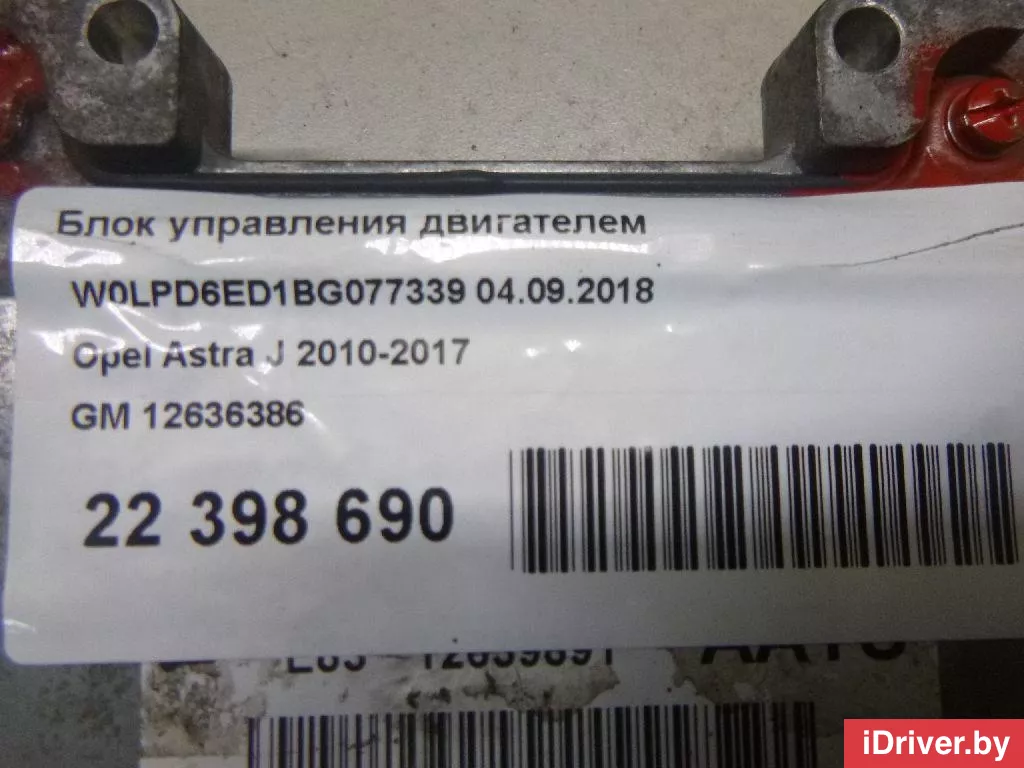 Блок управления двигателем
W0LPD6ED1BG077339 04.09.2018
Opel Astra J 2010-2017
GM 12636386
22 398 690
iDriver.by